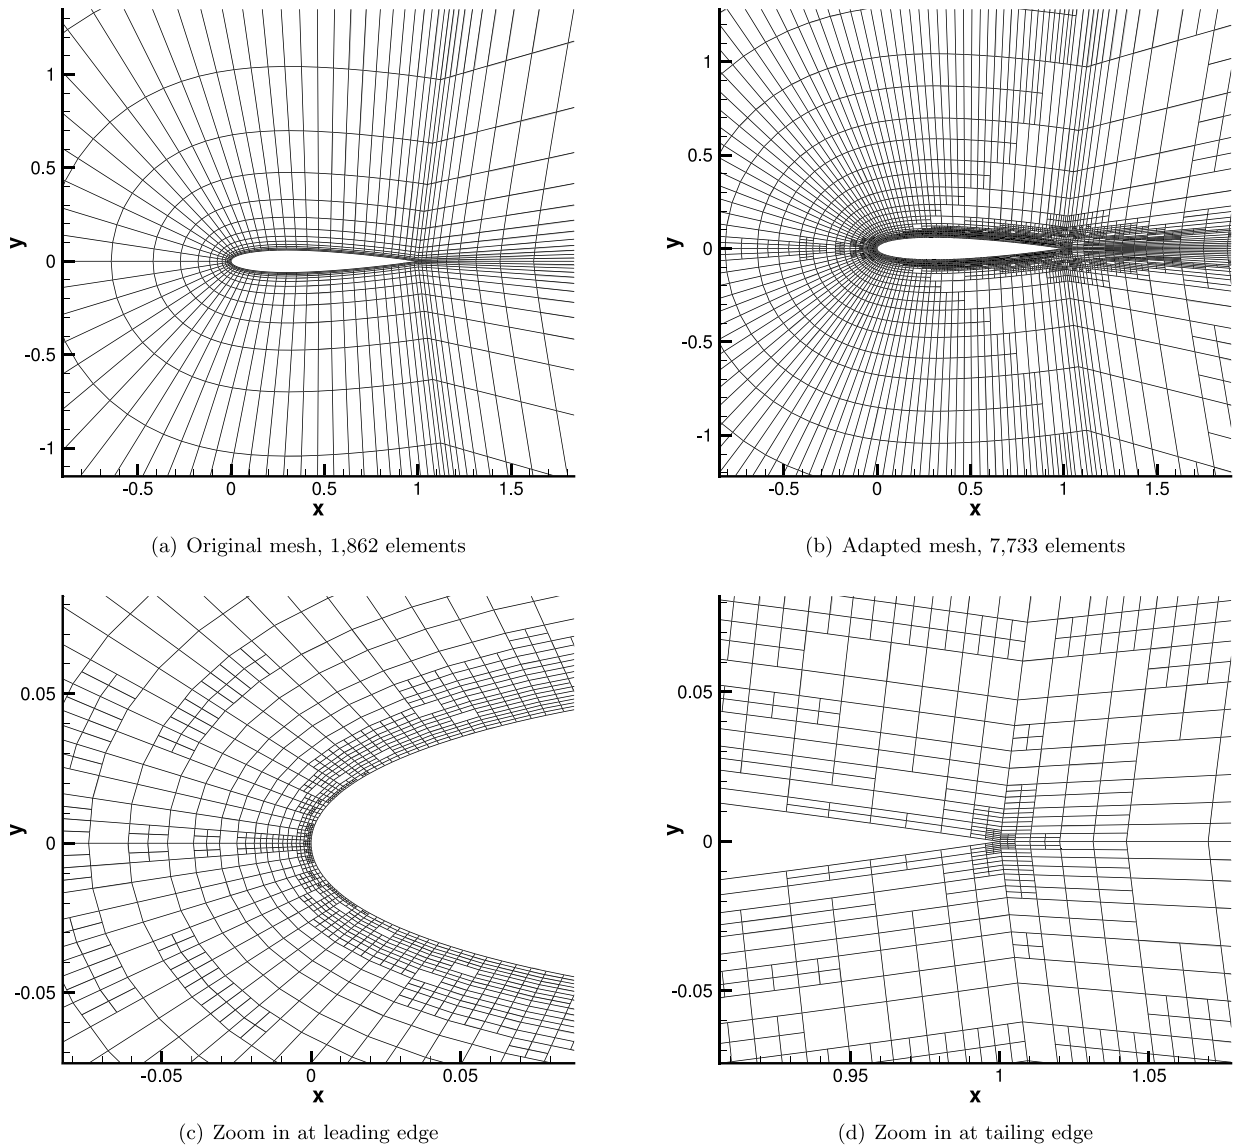 y
1
0.5
0
-0.5
-1
-0.5 0 0.5 1 1.5
x
(a) Original mesh, 1,862 elements
y
1
0.5
0
-0.5
-1
-0.5 0 0.5 1 1.5
x
(b) Adapted mesh, 7,733 elements
y
0.05
0
-0.05
-0.05 0 0.05
x
(c) Zoom in at leading edge
y
0.05
0
-0.05
0.95 1 1.05
x
(d) Zoom in at tailing edge